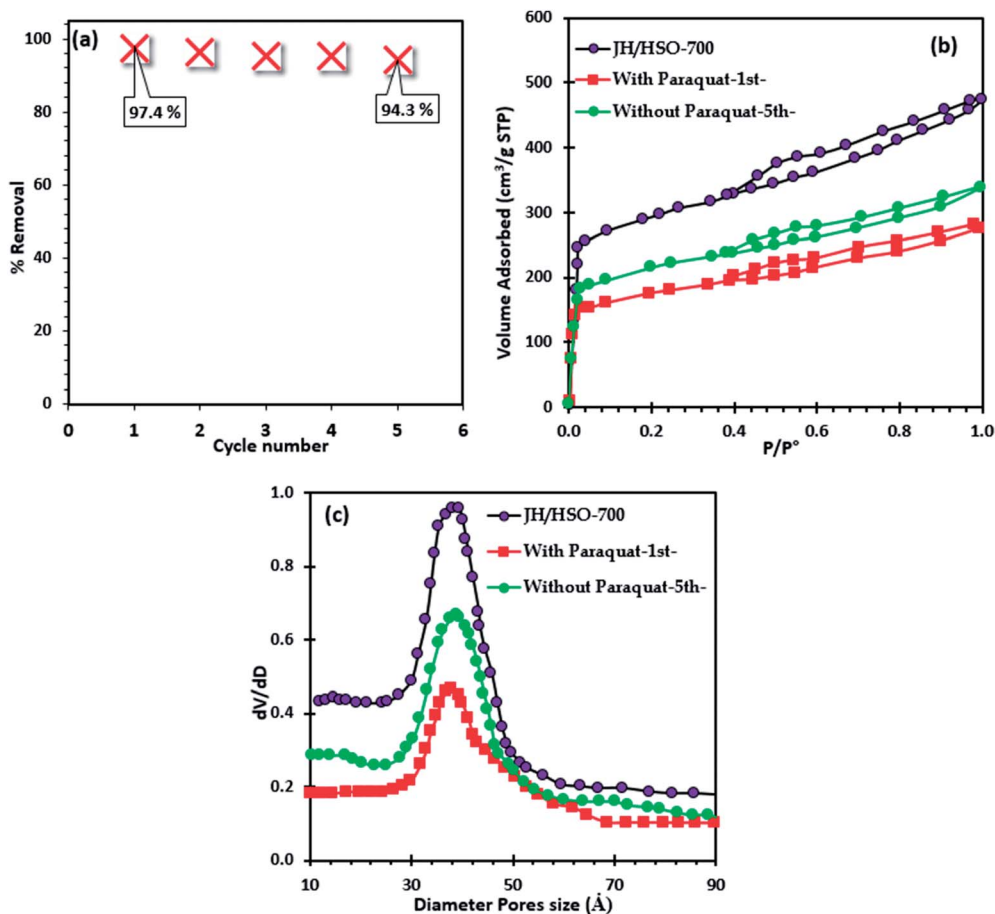 (a)
% Removal
100
80
60
40
20
0
97.4 %
94.3 %
0 1 2 3 4 5 6
Cycle number
(b)
Volume Adsorbed (cm³/g STP)
600
500
400
300
200
100
0
JH/HSO-700
With Paraquat-1st-
Without Paraquat-5th-
0.0 0.2 0.4 0.6 0.8 1.0
P/P°
(c)
dV/dD
1.0
0.8
0.6
0.4
0.2
0.0
JH/HSO-700
With Paraquat-1st-
Without Paraquat-5th-
10 30 50 70 90
Diameter Pores size (Å)